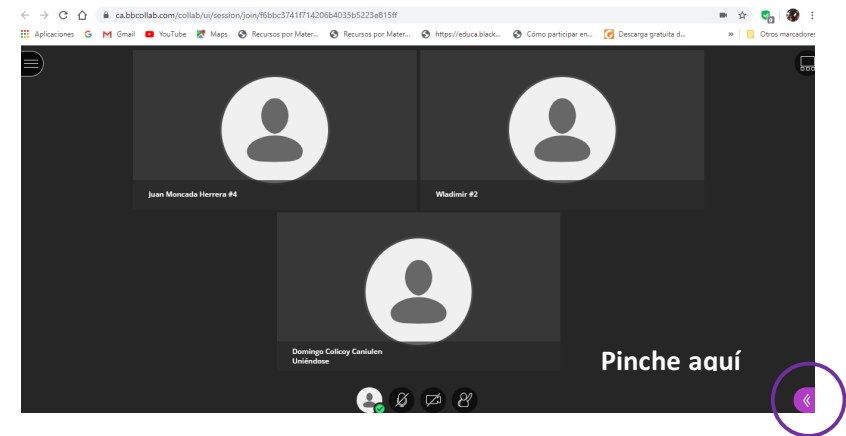 ca.bbcollab.com/collab/ui/session/join/f6bbc3741f714206b4035b5223e815ff
Aplicaciones G Gmail YouTube Maps Recursos por Mater... Recursos por Mater... https://educa.black... Cómo participar en... Descarga gratuita d... » Otros marcadores
Juan Moncada Herrera #4
Wladimir #2
Domingo Colicoy Caniulen
Uniéndose
Pinche aquí